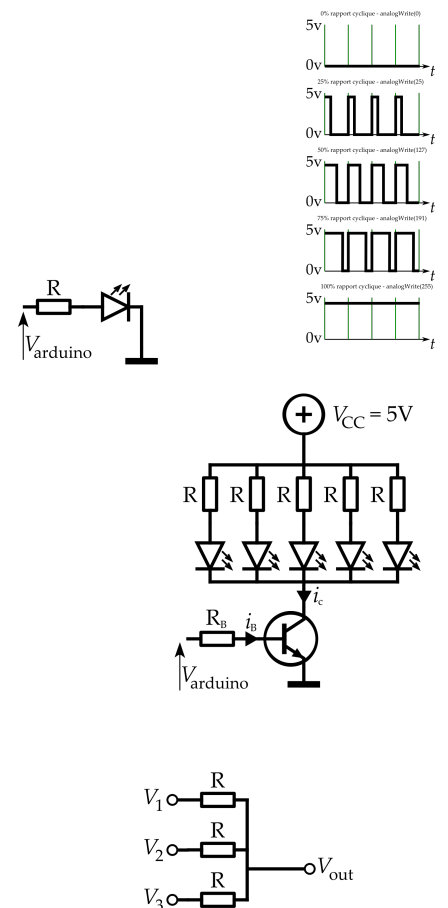 0% rapport cyclique - analogWrite(0)
5v
0v
t
25% rapport cyclique - analogWrite(25)
5v
0v
t
50% rapport cyclique - analogWrite(127)
5v
0v
t
75% rapport cyclique - analogWrite(191)
5v
0v
t
100% rapport cyclique - analogWrite(255)
5v
0v
t
R
Varduino
VCC = 5V
R R R R R
ic
RB iB
Varduino
R
V1
R
V2
Vout
R
V3